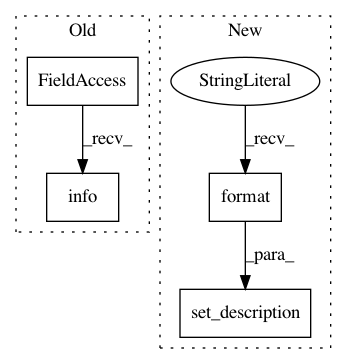 Old
New
FieldAccess
StringLiteral
_recv_
_recv_
info
format
_para_
set_description